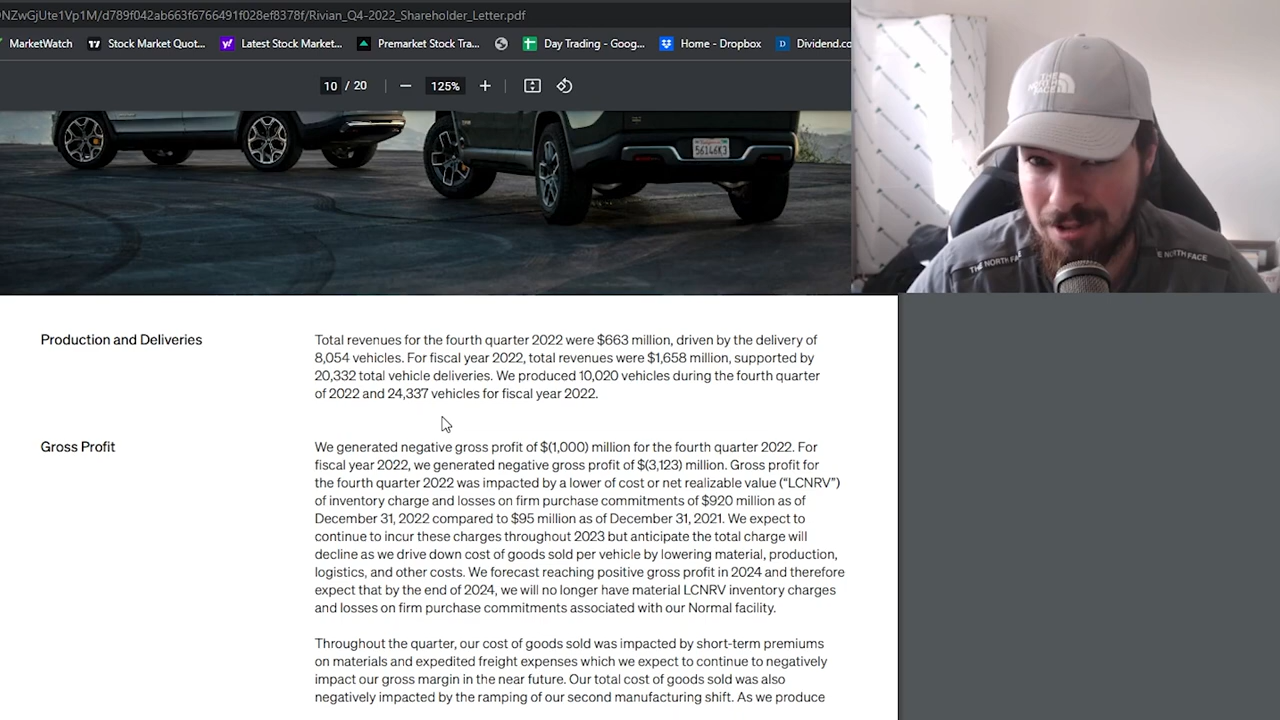 NZwGjUte1Vp1M/d789f042ab663f6766491f028ef8378f/Rivian_Q4-2022_Shareholder_Letter.pdf
MarketWatch Stock Market Quot... Latest Stock Market... Premarket Stock Tra... Day Trading - Goog... Home - Dropbox Dividend.co
10 / 20 125%
THE NORTH FACE
56146K3
THE NORTH FA
E NORTH FACE
Production and Deliveries
Total revenues for the fourth quarter 2022 were $663 million, driven by the delivery of
8,054 vehicles. For fiscal year 2022, total revenues were $1,658 million, supported by
20,332 total vehicle deliveries. We produced 10,020 vehicles during the fourth quarter
of 2022 and 24,337 vehicles for fiscal year 2022.
Gross Profit
We generated negative gross profit of $(1,000) million for the fourth quarter 2022. For
fiscal year 2022, we generated negative gross profit of $(3,123) million. Gross profit for
the fourth quarter 2022 was impacted by a lower of cost or net realizable value (“LCNRV”)
of inventory charge and losses on firm purchase commitments of $920 million as of
December 31, 2022 compared to $95 million as of December 31, 2021. We expect to
continue to incur these charges throughout 2023 but anticipate the total charge will
decline as we drive down cost of goods sold per vehicle by lowering material, production,
logistics, and other costs. We forecast reaching positive gross profit in 2024 and therefore
expect that by the end of 2024, we will no longer have material LCNRV inventory charges
and losses on firm purchase commitments associated with our Normal facility.
Throughout the quarter, our cost of goods sold was impacted by short-term premiums
on materials and expedited freight expenses which we expect to continue to negatively
impact our gross margin in the near future. Our total cost of goods sold was also
negatively impacted by the ramping of our second manufacturing shift. As we produce